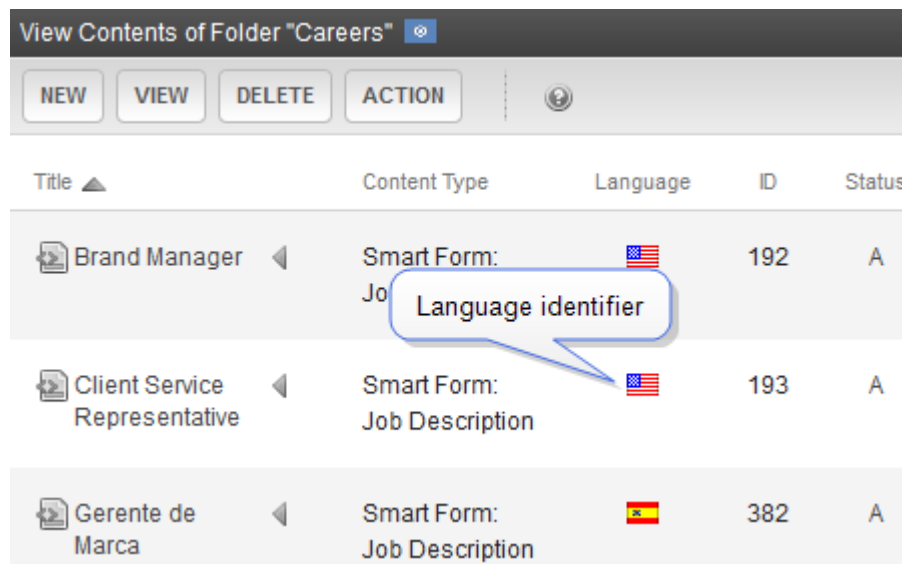 View Contents of Folder "Careers"
NEW VIEW DELETE ACTION
Title Content Type Language ID Status
Brand Manager Smart Form: 192 A
Jo
Language identifier
Client Service Smart Form: 193 A
Representative Job Description
Gerente de Smart Form: 382 A
Marca Job Description